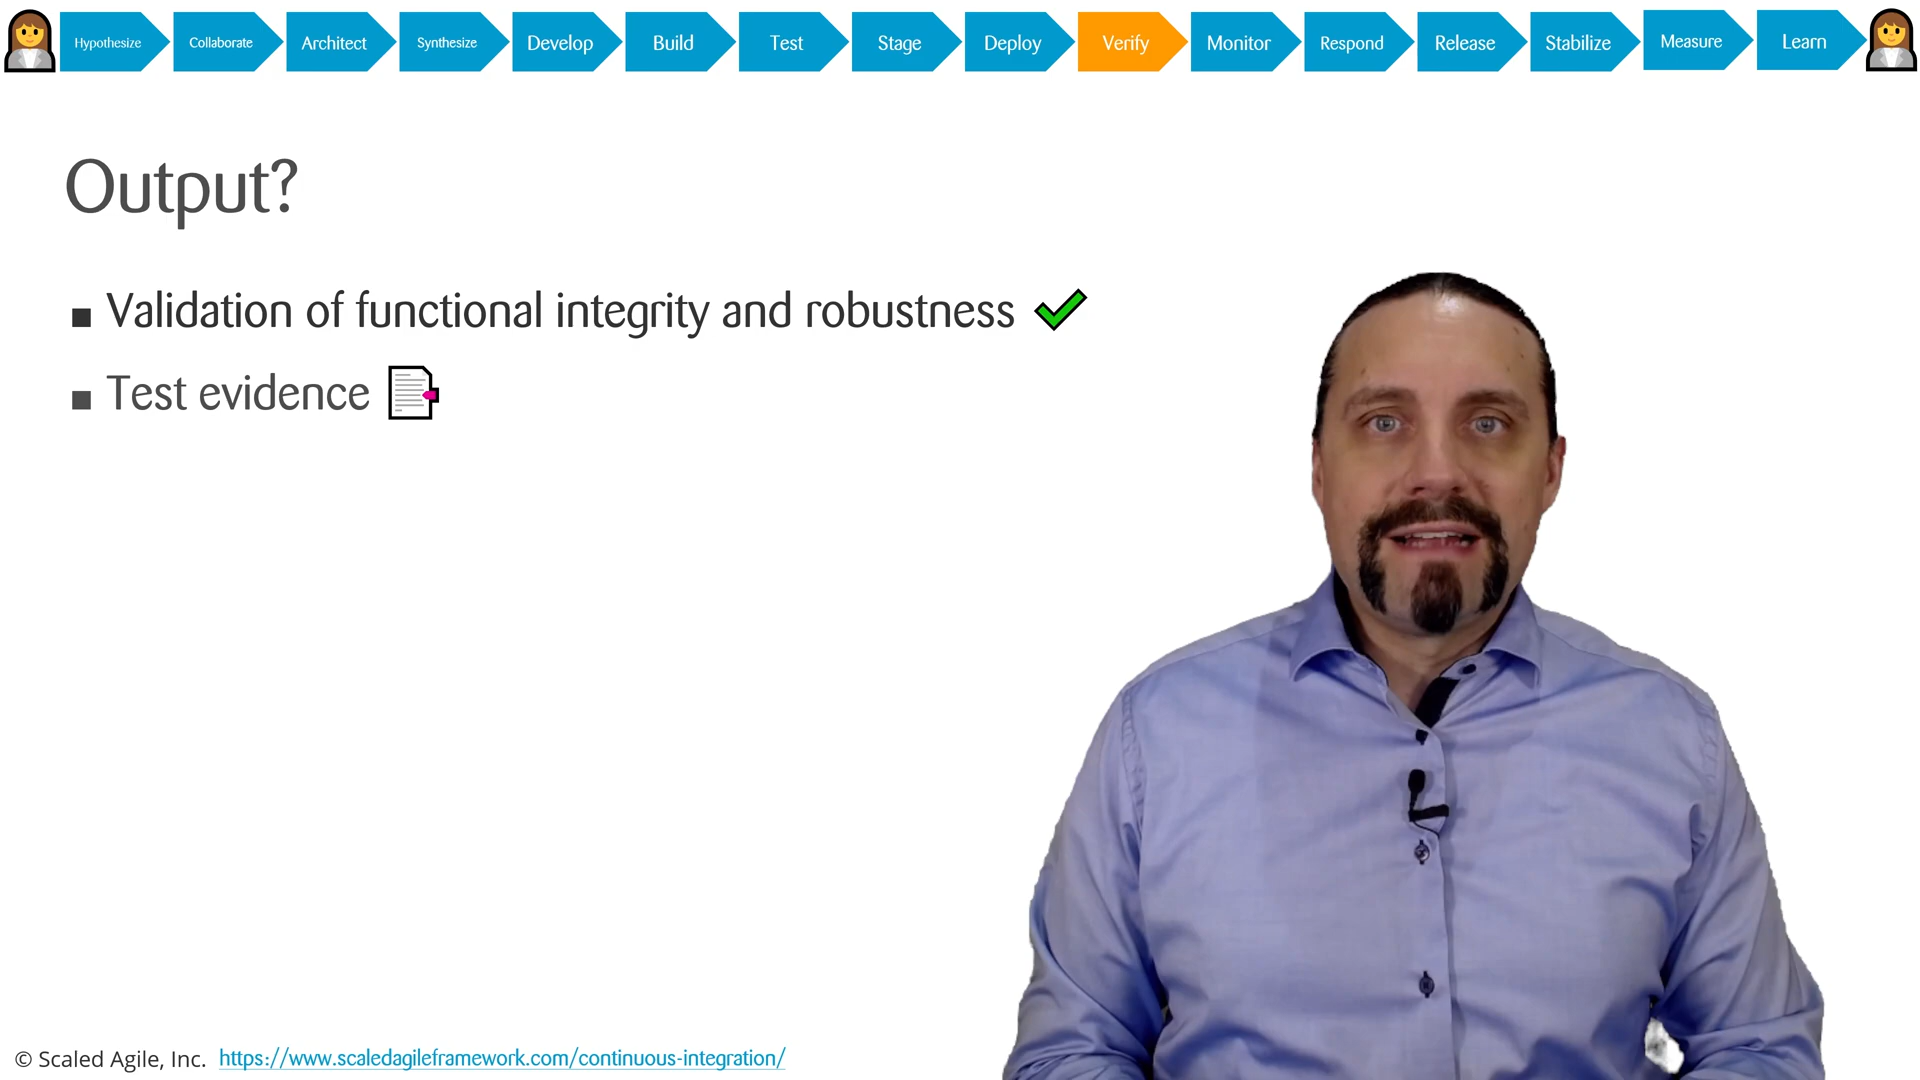 Hypothesize Collaborate Architect Synthesize Develop Build Test Stage Deploy Verify Monitor Respond Release Stabilize Measure Learn
Output?
Validation of functional integrity and robustness
Test evidence
© Scaled Agile, Inc. https://www.scaledagileframework.com/continuous-integration/